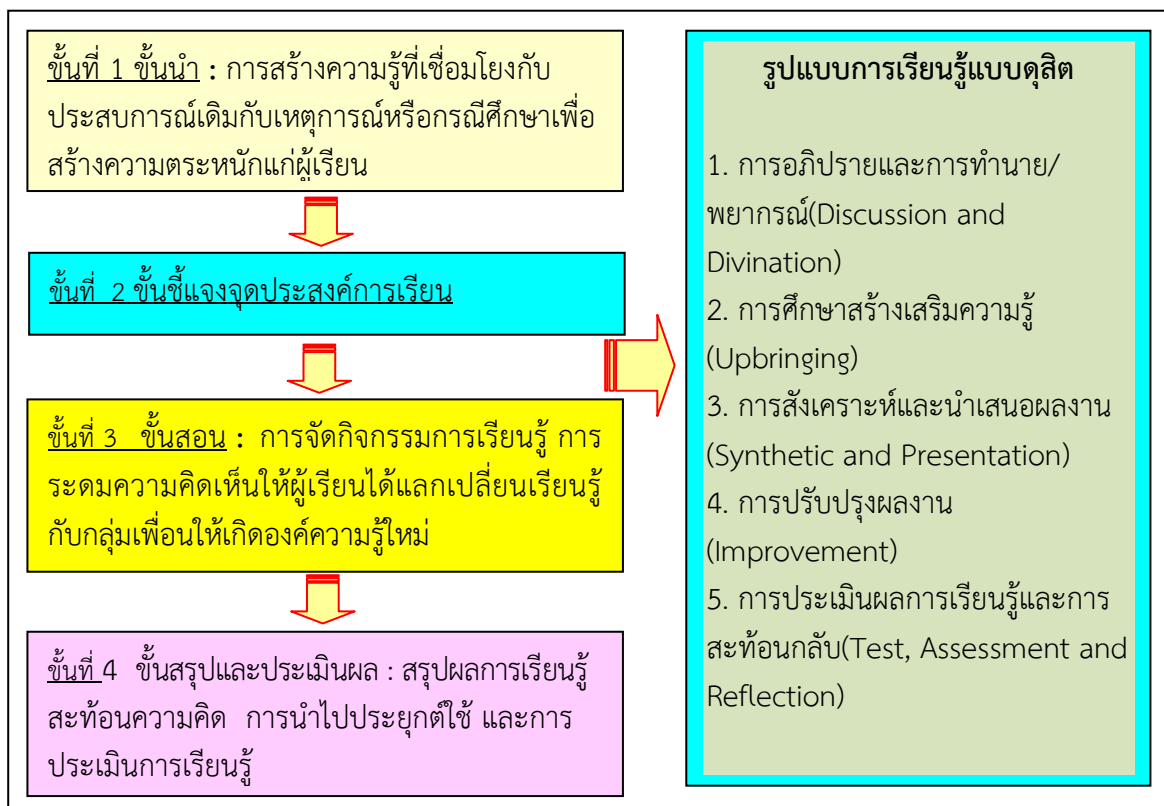 ขั้นที่ 1 ขั้นนำ : การสร้างความรู้ที่เชื่อมโยงกับ
ประสบการณ์เดิมกับเหตุการณ์หรือกรณีศึกษาเพื่อ
สร้างความตระหนักแก่ผู้เรียน
ขั้นที่ 2 ขั้นชี้แจงจุดประสงค์การเรียน
ขั้นที่ 3 ขั้นสอน : การจัดกิจกรรมการเรียนรู้ การ
ระดมความคิดเห็นให้ผู้เรียนได้แลกเปลี่ยนเรียนรู้
กับกลุ่มเพื่อนให้เกิดองค์ความรู้ใหม่
ขั้นที่ 4 ขั้นสรุปและประเมินผล : สรุปผลการเรียนรู้
สะท้อนความคิด การนำไปประยุกต์ใช้ และการ
ประเมินการเรียนรู้
รูปแบบการเรียนรู้แบบดุสิต
1. การอภิปรายและการทำนาย/
พยากรณ์(Discussion and
Divination)
2. การศึกษาสร้างเสริมความรู้
(Upbringing)
3. การสังเคราะห์และนำเสนอผลงาน
(Synthetic and Presentation)
4. การปรับปรุงผลงาน
(Improvement)
5. การประเมินผลการเรียนรู้และการ
สะท้อนกลับ(Test, Assessment and
Reflection)